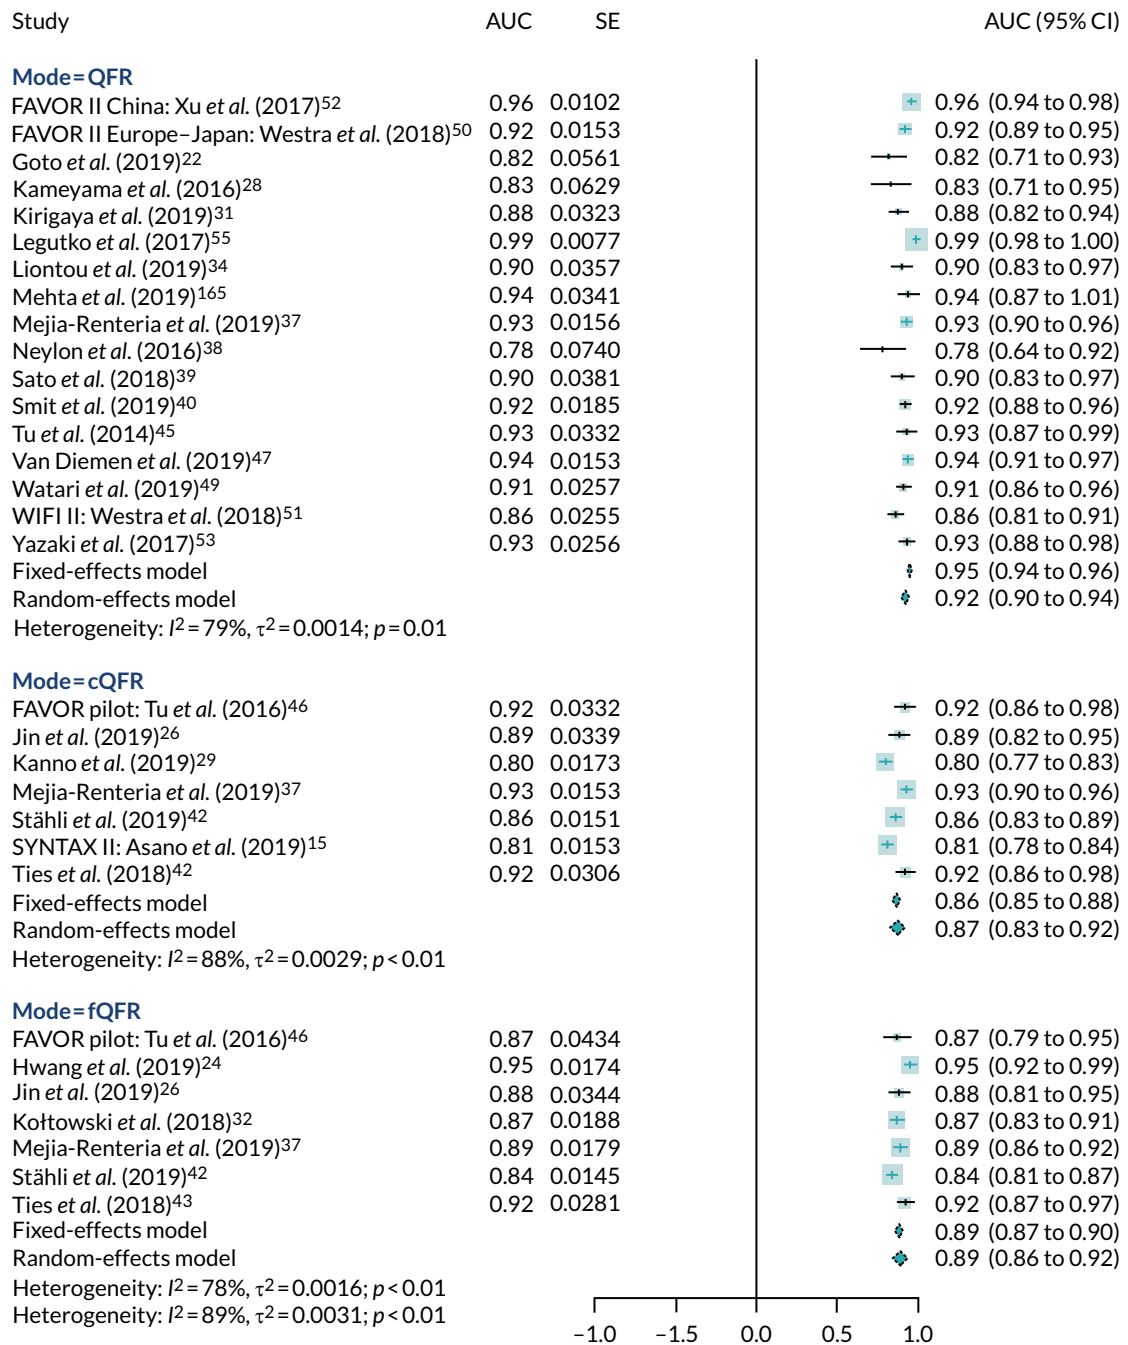 Study AUC SE AUC (95% CI)
Mode=QFR
FAVOR II China: Xu et al. (2017)52 0.96 0.0102 0.96 (0.94 to 0.98)
FAVOR II Europe–Japan: Westra et al. (2018)50 0.92 0.0153 0.92 (0.89 to 0.95)
Goto et al. (2019)22 0.82 0.0561 0.82 (0.71 to 0.93)
Kameyama et al. (2016)28 0.83 0.0629 0.83 (0.71 to 0.95)
Kirigaya et al. (2019)31 0.88 0.0323 0.88 (0.82 to 0.94)
Legutko et al. (2017)55 0.99 0.0077 0.99 (0.98 to 1.00)
Liontou et al. (2019)34 0.90 0.0357 0.90 (0.83 to 0.97)
Mehta et al. (2019)165 0.94 0.0341 0.94 (0.87 to 1.01)
Mejia-Renteria et al. (2019)37 0.93 0.0156 0.93 (0.90 to 0.96)
Neylon et al. (2016)38 0.78 0.0740 0.78 (0.64 to 0.92)
Sato et al. (2018)39 0.90 0.0381 0.90 (0.83 to 0.97)
Smit et al. (2019)40 0.92 0.0185 0.92 (0.88 to 0.96)
Tu et al. (2014)45 0.93 0.0332 0.93 (0.87 to 0.99)
Van Diemen et al. (2019)47 0.94 0.0153 0.94 (0.91 to 0.97)
Watari et al. (2019)49 0.91 0.0257 0.91 (0.86 to 0.96)
WIFI II: Westra et al. (2018)51 0.86 0.0255 0.86 (0.81 to 0.91)
Yazaki et al. (2017)53 0.93 0.0256 0.93 (0.88 to 0.98)
Fixed-effects model 0.95 (0.94 to 0.96)
Random-effects model 0.92 (0.90 to 0.94)
Heterogeneity: I2=79%, τ2=0.0014; p=0.01
Mode=cQFR
FAVOR pilot: Tu et al. (2016)46 0.92 0.0332 0.92 (0.86 to 0.98)
Jin et al. (2019)26 0.89 0.0339 0.89 (0.82 to 0.95)
Kanno et al. (2019)29 0.80 0.0173 0.80 (0.77 to 0.83)
Mejia-Renteria et al. (2019)37 0.93 0.0153 0.93 (0.90 to 0.96)
Stähli et al. (2019)42 0.86 0.0151 0.86 (0.83 to 0.89)
SYNTAX II: Asano et al. (2019)15 0.81 0.0153 0.81 (0.78 to 0.84)
Ties et al. (2018)42 0.92 0.0306 0.92 (0.86 to 0.98)
Fixed-effects model 0.86 (0.85 to 0.88)
Random-effects model 0.87 (0.83 to 0.92)
Heterogeneity: I2=88%, τ2=0.0029; p<0.01
Mode=fQFR
FAVOR pilot: Tu et al. (2016)46 0.87 0.0434 0.87 (0.79 to 0.95)
Hwang et al. (2019)24 0.95 0.0174 0.95 (0.92 to 0.99)
Jin et al. (2019)26 0.88 0.0344 0.88 (0.81 to 0.95)
Kołtowski et al. (2018)32 0.87 0.0188 0.87 (0.83 to 0.91)
Mejia-Renteria et al. (2019)37 0.89 0.0179 0.89 (0.86 to 0.92)
Stähli et al. (2019)42 0.84 0.0145 0.84 (0.81 to 0.87)
Ties et al. (2018)43 0.92 0.0281 0.92 (0.87 to 0.97)
Fixed-effects model 0.89 (0.87 to 0.90)
Random-effects model 0.89 (0.86 to 0.92)
Heterogeneity: I2=78%, τ2=0.0016; p<0.01
Heterogeneity: I2=89%, τ2=0.0031; p<0.01
–1.0 –1.5 0.0 0.5 1.0